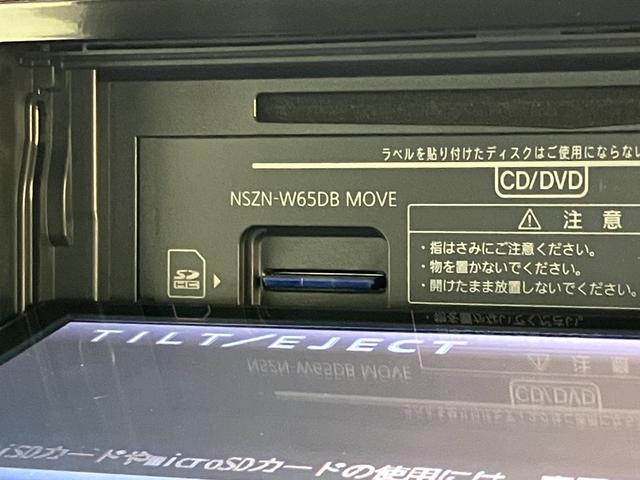 ラベルを貼り付けたディスクはご使用にならない
CD/DVD
NSZN-W65DB MOVE
注 意
・指はさみにご注意ください。
・物を置かないでください。
・開けたまま放置しないでください。
SD
HC
TILT/EJECT
iSDカードやmicroSDカードの使用には、